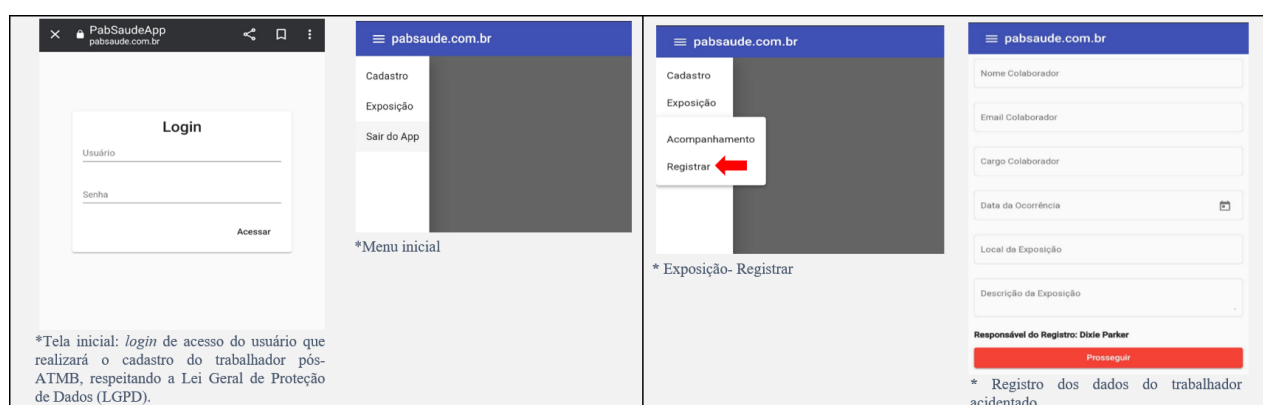 PabSaudeApp
pabsaude.com.br
Login
Usuário
Senha
Acessar
*Tela inicial: login de acesso do usuário que
realizará o cadastro do trabalhador pós-
ATMB, respeitando a Lei Geral de Proteção
de Dados (LGPD).
pabsaude.com.br
Cadastro
Exposição
Sair do App
*Menu inicial
pabsaude.com.br
Cadastro
Exposição
Acompanhamento
Registrar
* Exposição- Registrar
pabsaude.com.br
Nome Colaborador
Email Colaborador
Cargo Colaborador
Data da Ocorrência
Local da Exposição
Descrição da Exposição
Responsável do Registro: Dixie Parker
Prosseguir
* Registro dos dados do trabalhador
acidentado